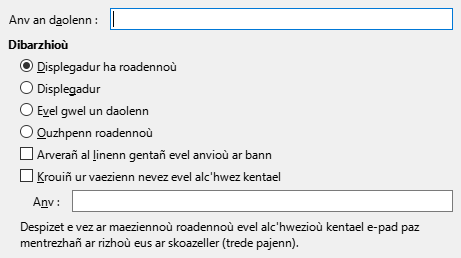 Anv an daolenn :
Dibarzhioù
Displegadur ha roadennoù
Displegadur
Evel gwel un daolenn
Ouzhpenn roadennoù
Arverañ al linenn gentañ evel anvioù ar bann
Krouiñ ur vaezienn nevez evel alc'hwez kentael
Anv :
Despizet e vez ar maeziennoù roadennoù evel alc'hwezioù kentael e-pad paz
mentrezhañ ar rizhoù eus ar skoazeller (trede pajenn).